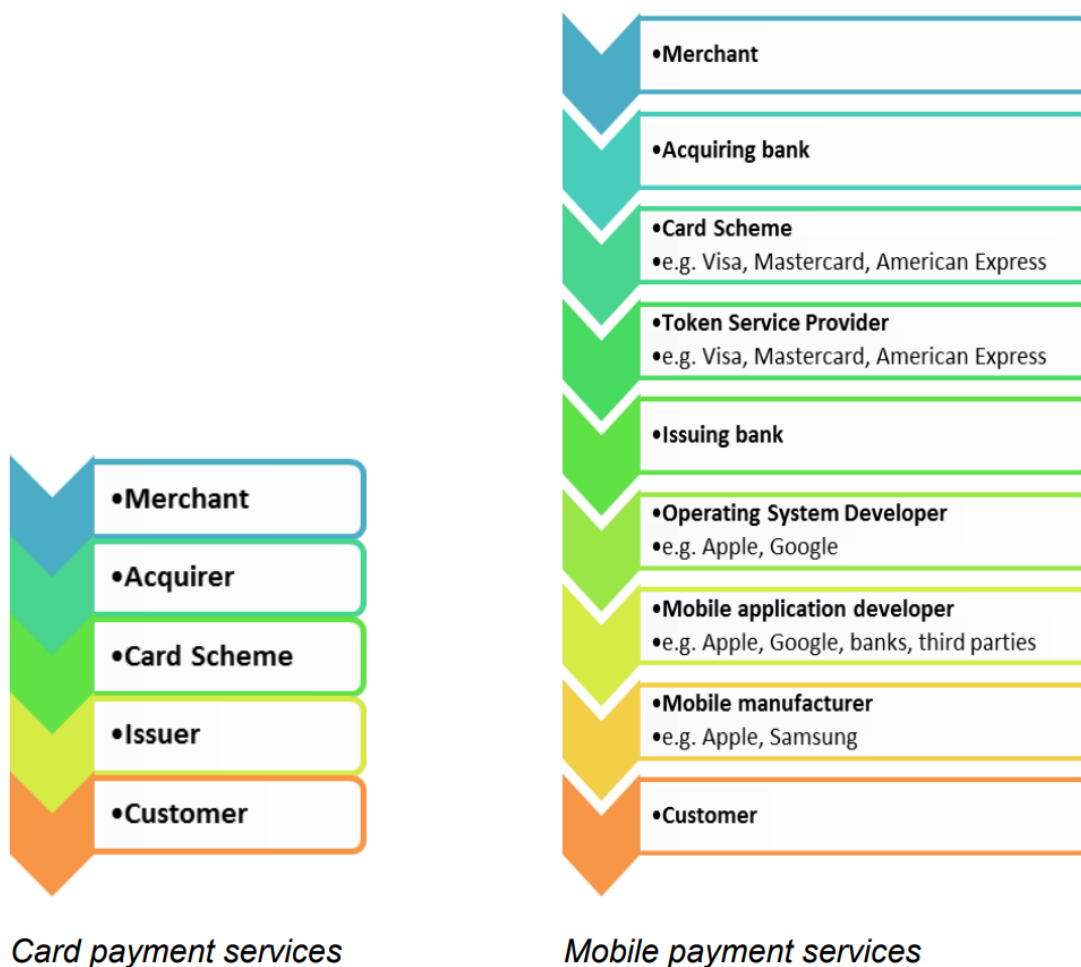 •Merchant
•Acquirer
•Card Scheme
•Issuer
•Customer
Card payment services
•Merchant
•Acquiring bank
•Card Scheme
•e.g. Visa, Mastercard, American Express
•Token Service Provider
•e.g. Visa, Mastercard, American Express
•Issuing bank
•Operating System Developer
•e.g. Apple, Google
•Mobile application developer
•e.g. Apple, Google, banks, third parties
•Mobile manufacturer
•e.g. Apple, Samsung
•Customer
Mobile payment services